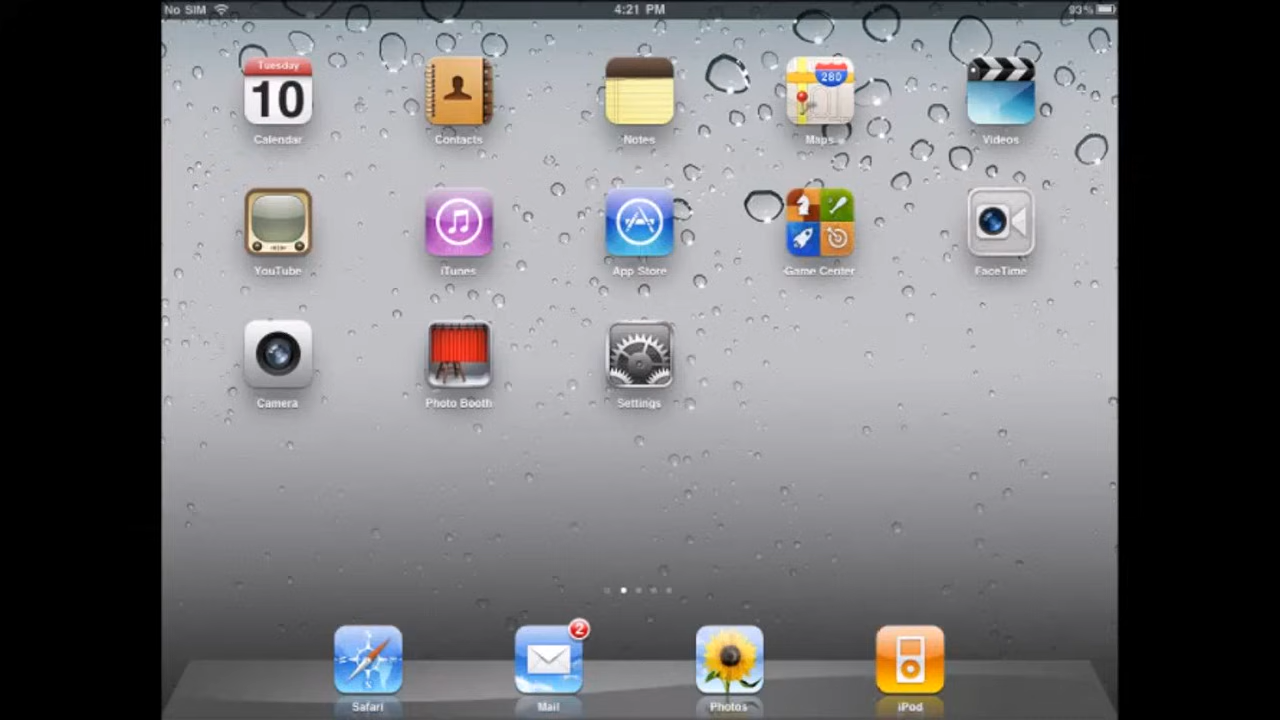 No SIM 4:21 PM 93%
Tuesday
10
280
Calendar Contacts Notes Maps Videos
YouTube iTunes App Store Game Center FaceTime
Camera Photo Booth Settings
2
Safari Mail Photos iPod